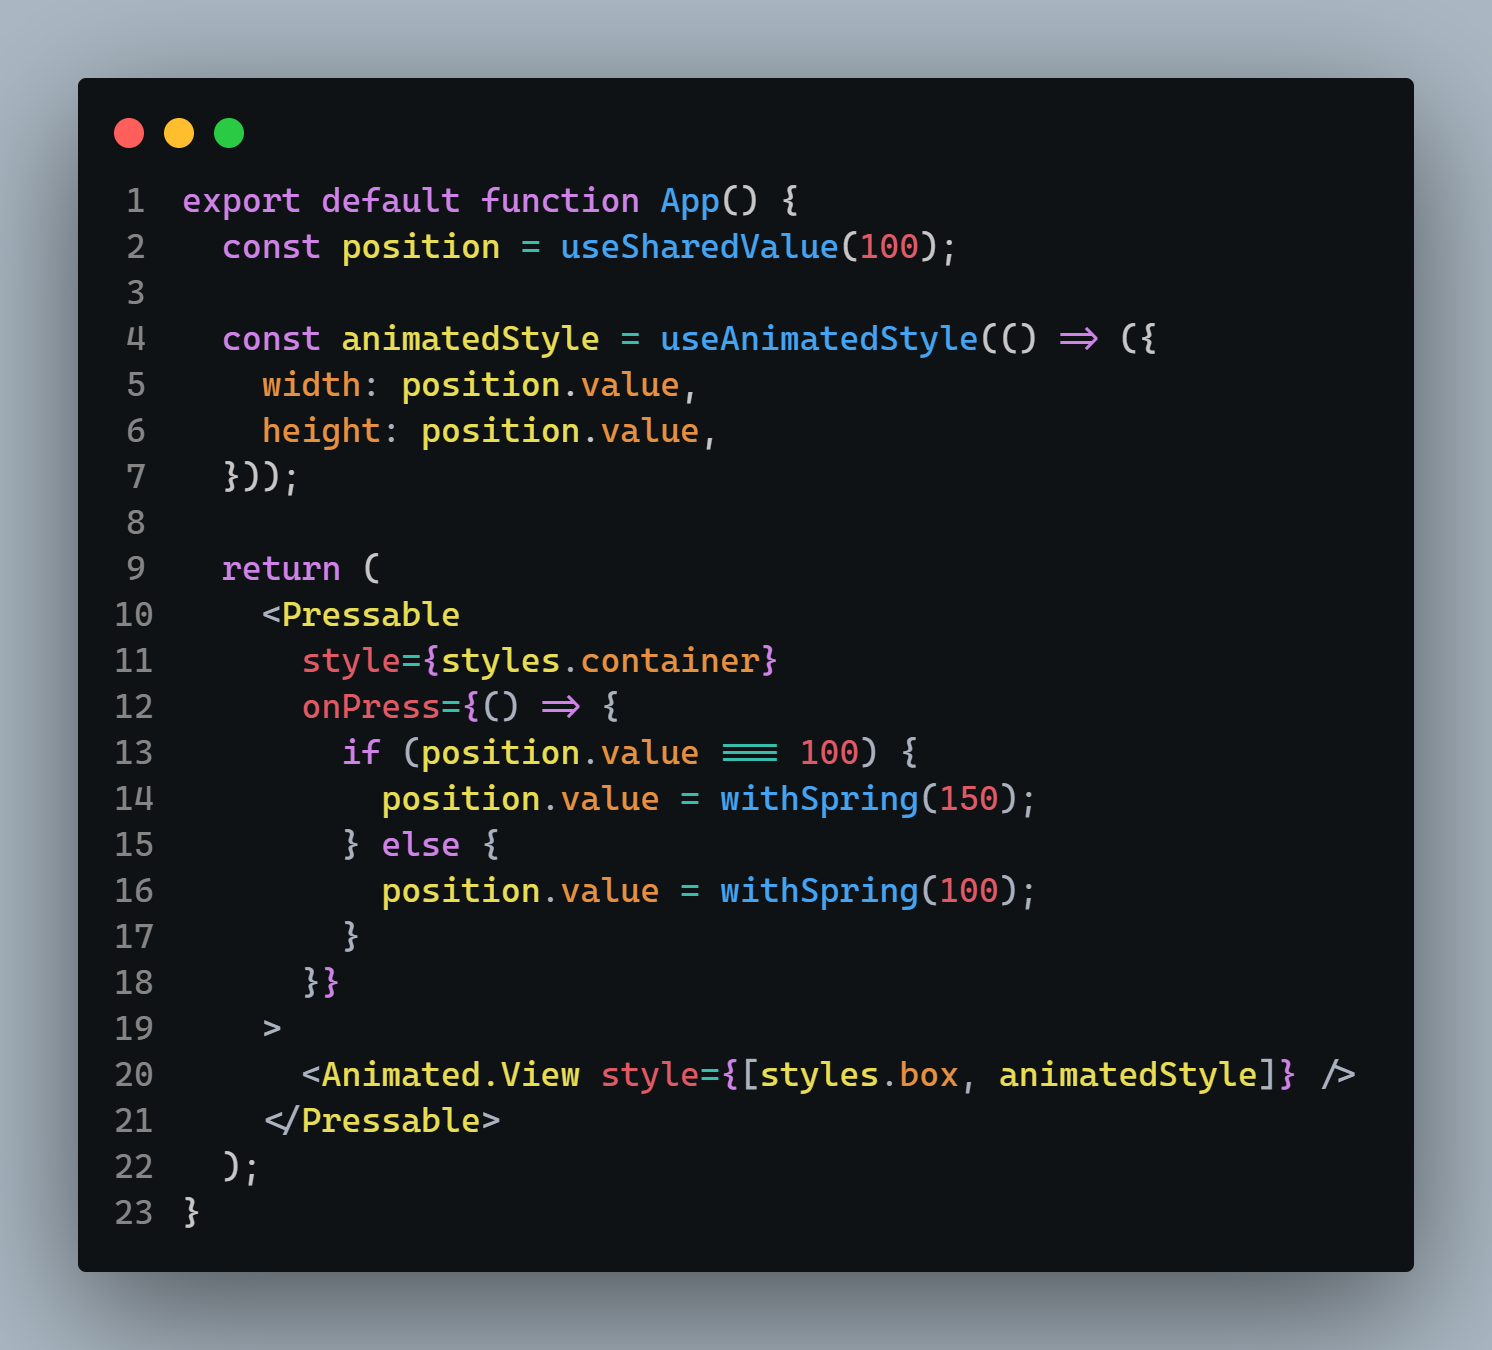 1 export default function App() {
2   const position = useSharedValue(100);
3
4   const animatedStyle = useAnimatedStyle(() => ({
5     width: position.value,
6     height: position.value,
7   }));
8
9   return (
10     <Pressable
11       style={styles.container}
12       onPress={() => {
13         if (position.value === 100) {
14           position.value = withSpring(150);
15         } else {
16           position.value = withSpring(100);
17         }
18       }}
19     >
20       <Animated.View style={[styles.box, animatedStyle]} />
21     </Pressable>
22   );
23 }